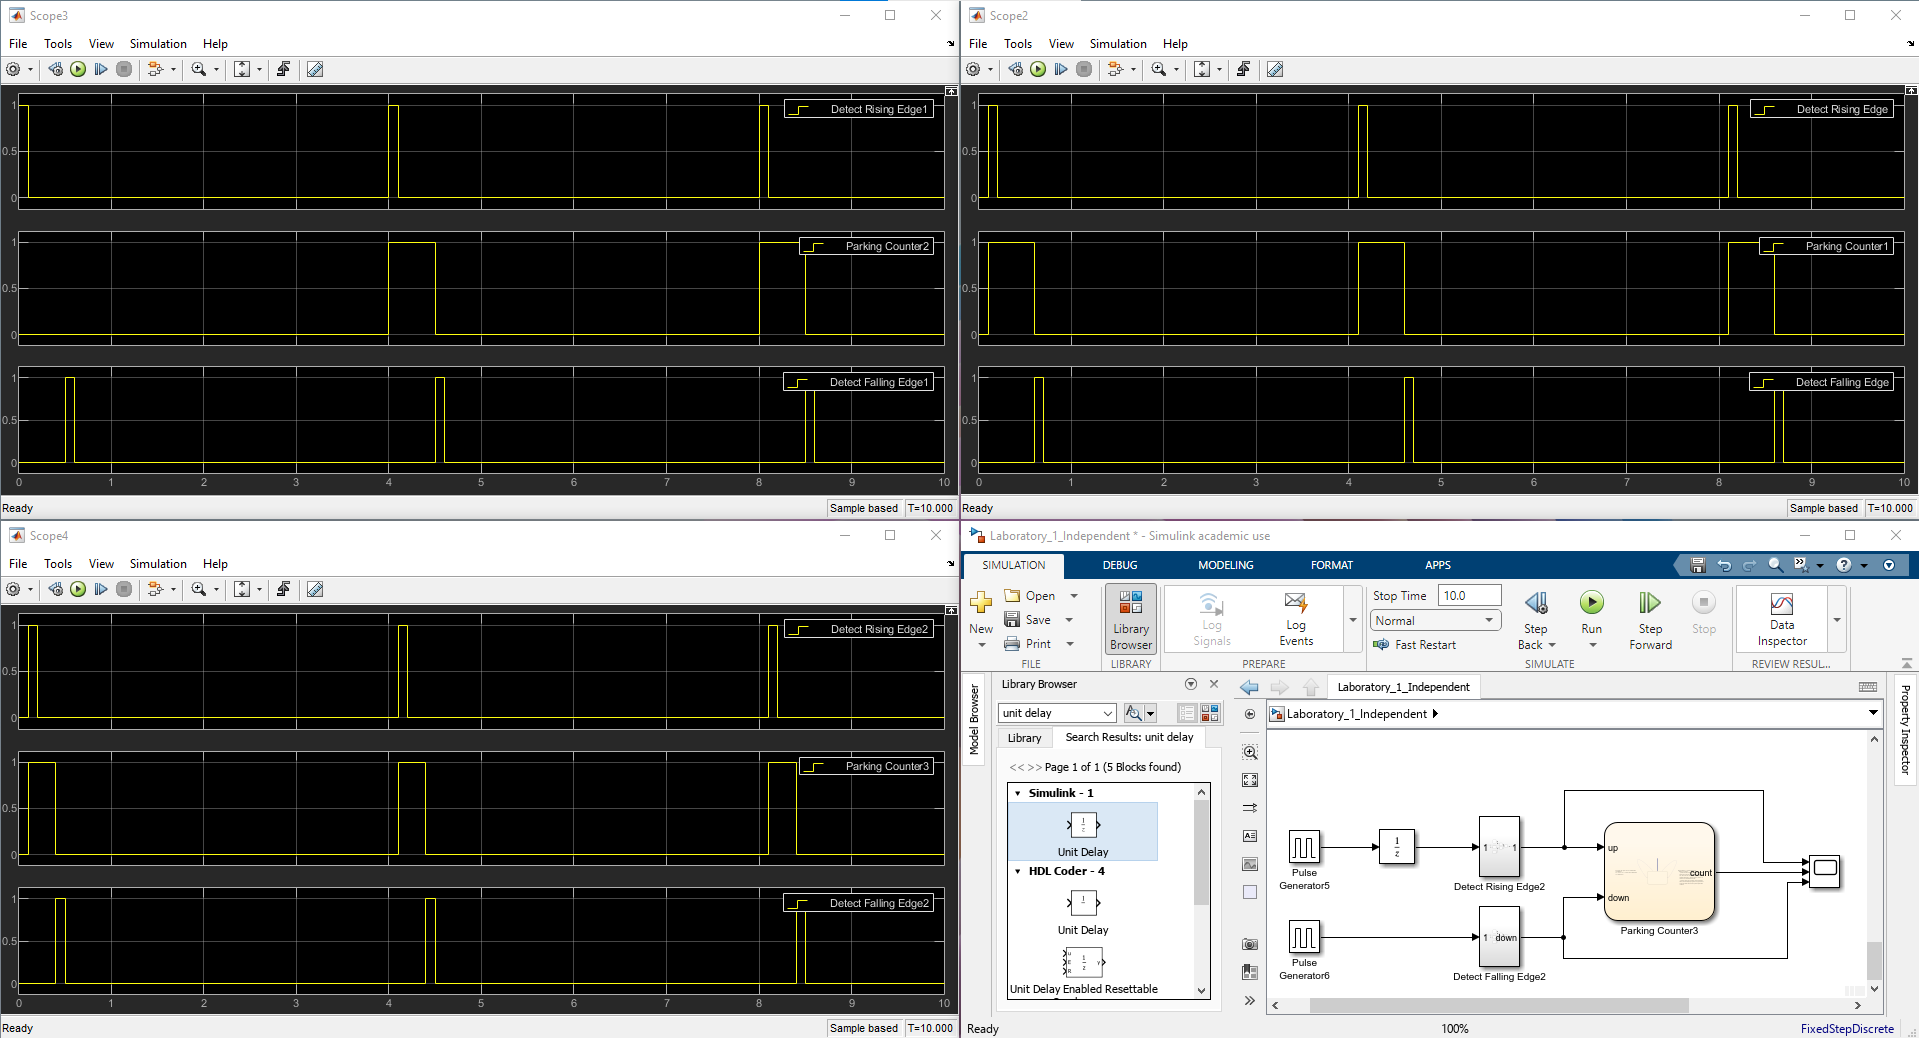 Scope3
File Tools View Simulation Help
1
0.5
0
Detect Rising Edge1
1
0.5
0
Parking Counter2
1
0.5
0
Detect Falling Edge1
0 1 2 3 4 5 6 7 8 9 10
Ready
Sample based T=10.000
Scope2
File Tools View Simulation Help
1
0.5
0
Detect Rising Edge
1
0.5
0
Parking Counter1
1
0.5
0
Detect Falling Edge
0 1 2 3 4 5 6 7 8 9 10
Ready
Sample based T=10.000
Scope4
File Tools View Simulation Help
1
0.5
0
Detect Rising Edge2
1
0.5
0
Parking Counter3
1
0.5
0
Detect Falling Edge2
0 1 2 3 4 5 6 7 8 9 10
Ready
Sample based T=10.000
Laboratory_1_Independent * - Simulink academic use
SIMULATION DEBUG MODELING FORMAT APPS
New
Open
Save
Print
FILE
Library
Browser
LIBRARY
Log
Signals
Log
Events
PREPARE
Stop Time 10.0
Normal
Fast Restart
Step
Back
Run
Step
Forward
Stop
SIMULATE
Data
Inspector
REVIEW RESUL...
Model Browser
Library Browser
unit delay
Library Search Results: unit delay
<< >> Page 1 of 1 (5 Blocks found)
Simulink - 1
1
z
Unit Delay
HDL Coder - 4
Unit Delay
Unit Delay Enabled Resettable
Laboratory_1_Independent
Laboratory_1_Independent
Pulse
Generator5
1
z
Detect Rising Edge2
up
count
down
Parking Counter3
Pulse
Generator6
1 down
Detect Falling Edge2
Property Inspector
Ready
100%
FixedStepDiscrete